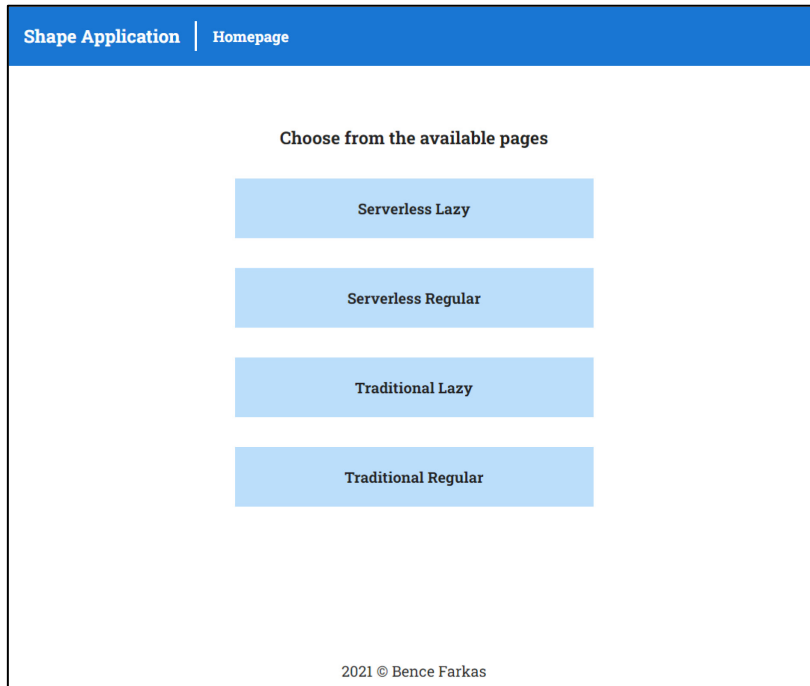 Shape Application Homepage
Choose from the available pages
Serverless Lazy
Serverless Regular
Traditional Lazy
Traditional Regular
2021 © Bence Farkas